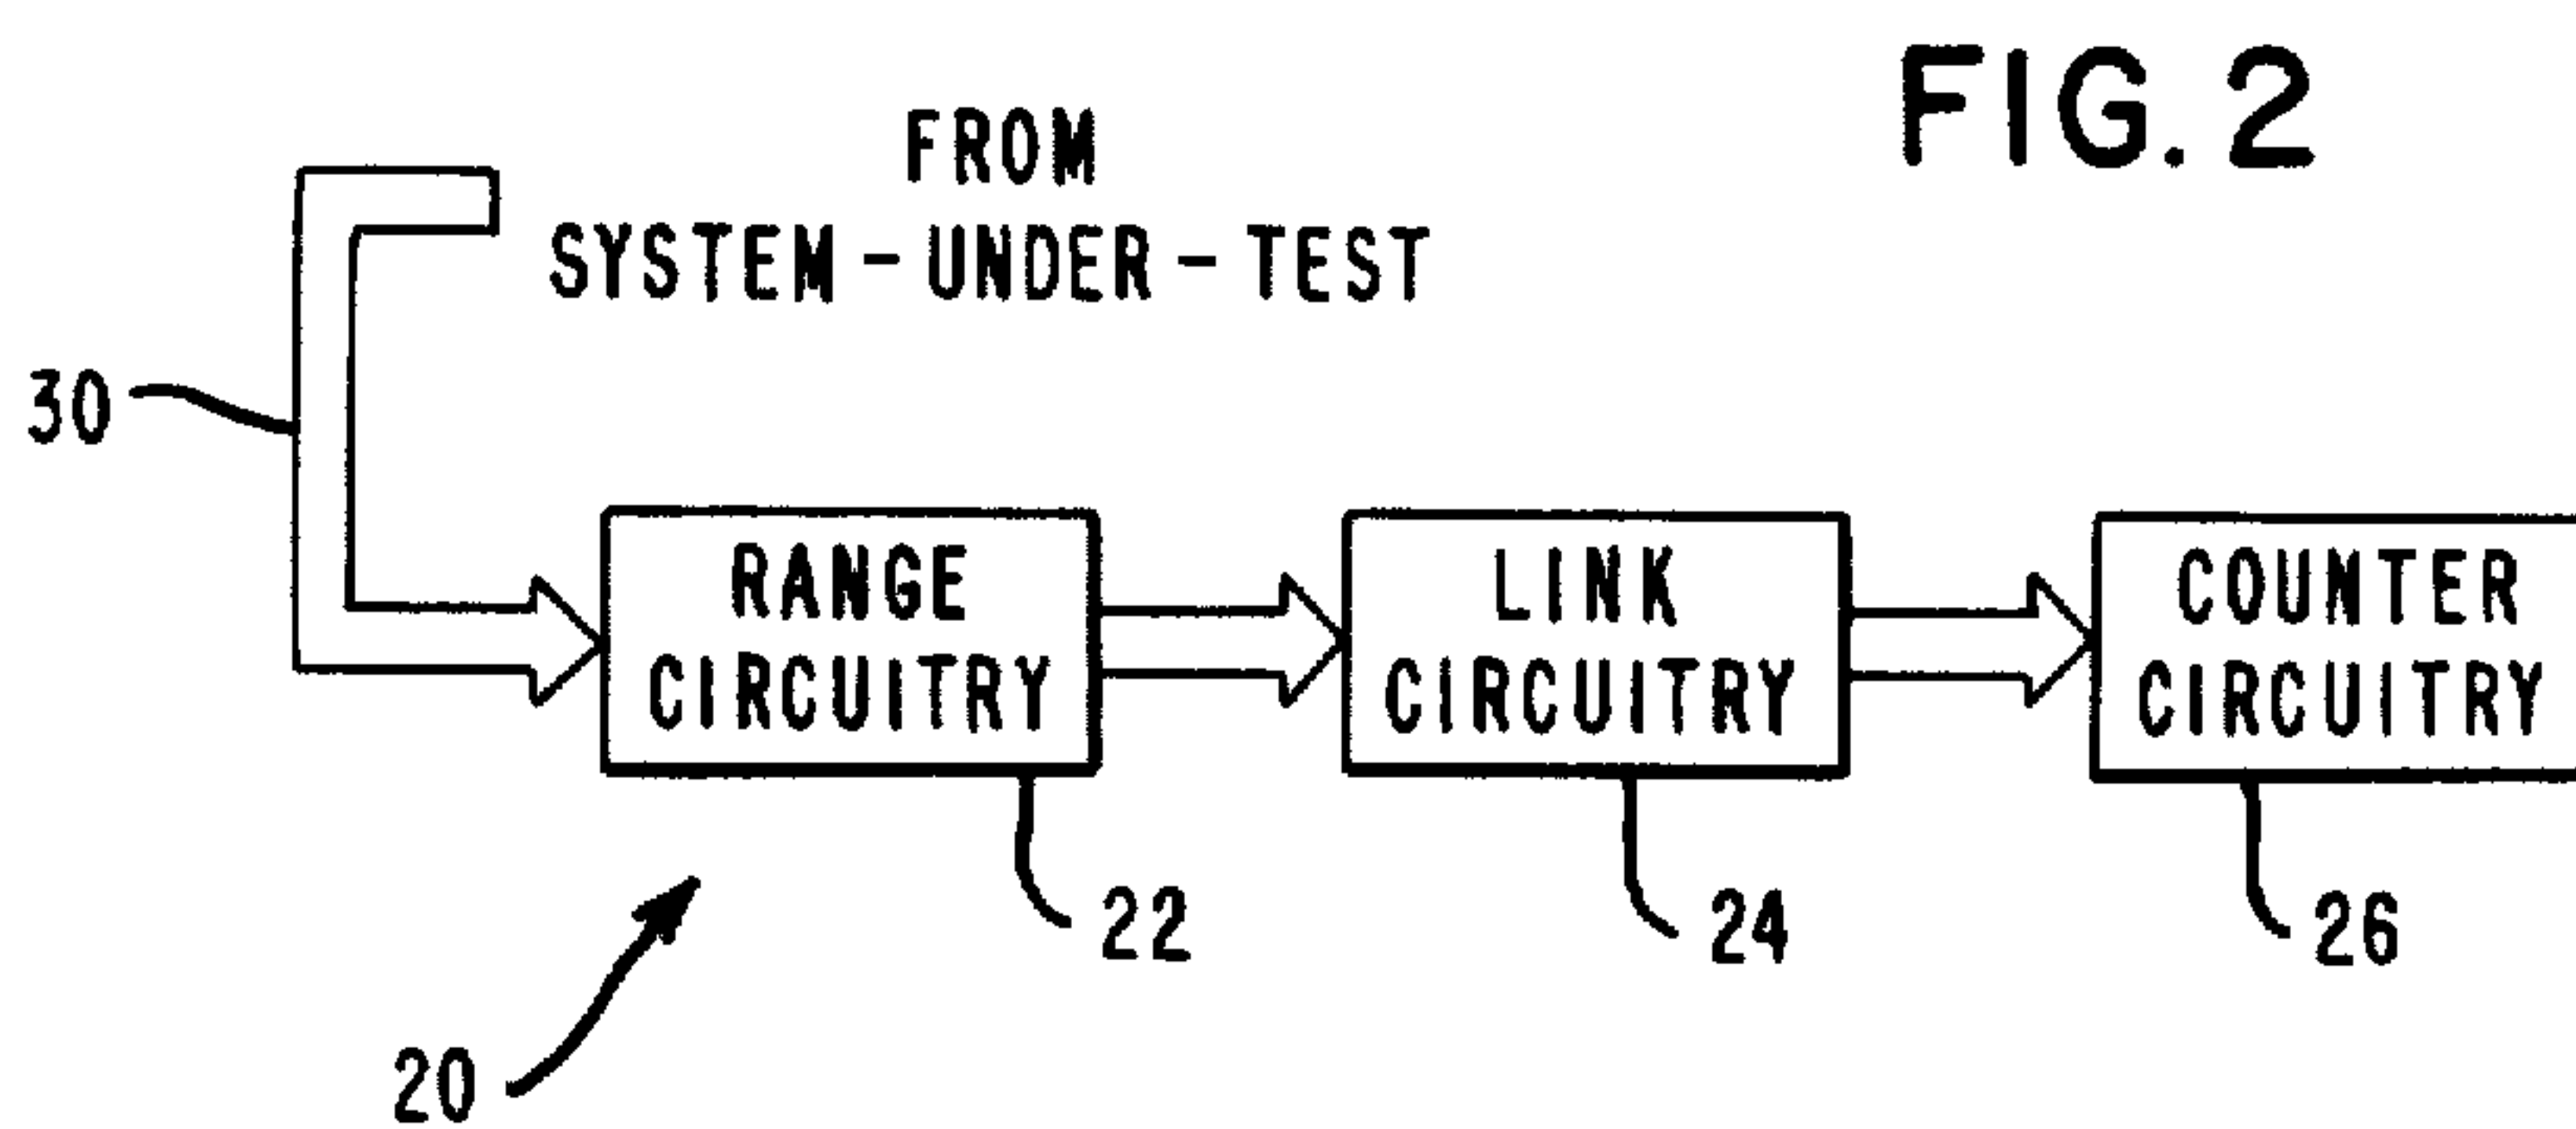 FIG. 2
FROM
SYSTEM-UNDER-TEST
30
RANGE
CIRCUITRY
LINK
CIRCUITRY
COUNTER
CIRCUITRY
22
24
26
20